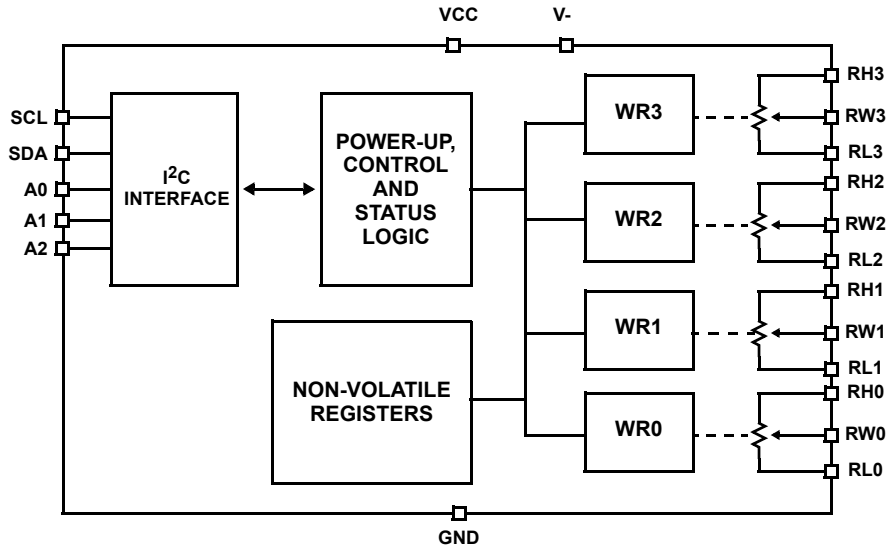 VCC
V-
SCL
SDA
A0
A1
A2
I²C
INTERFACE
POWER-UP,
CONTROL
AND
STATUS
LOGIC
NON-VOLATILE
REGISTERS
WR3
WR2
WR1
WR0
RH3
RW3
RL3
RH2
RW2
RL2
RH1
RW1
RL1
RH0
RW0
RL0
GND